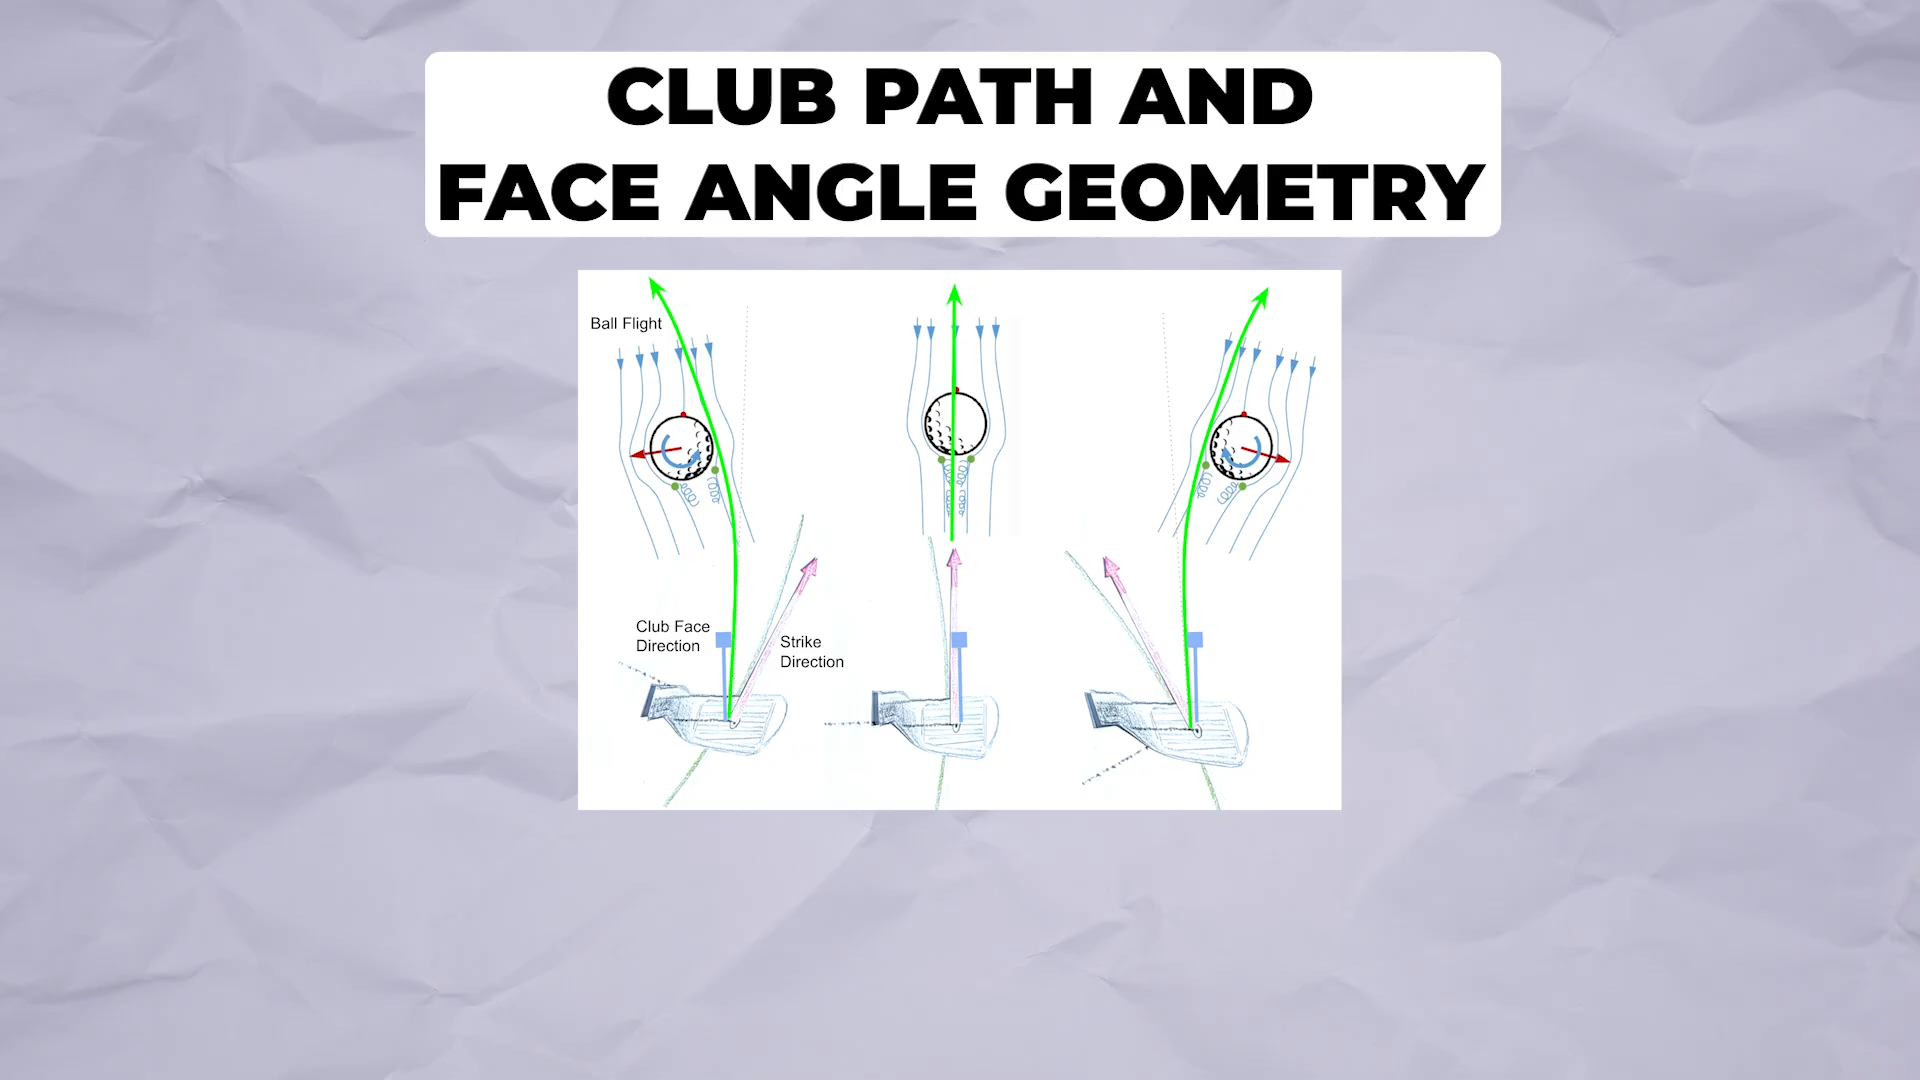 CLUB PATH AND
FACE ANGLE GEOMETRY
Ball Flight
Club Face
Direction
Strike
Direction